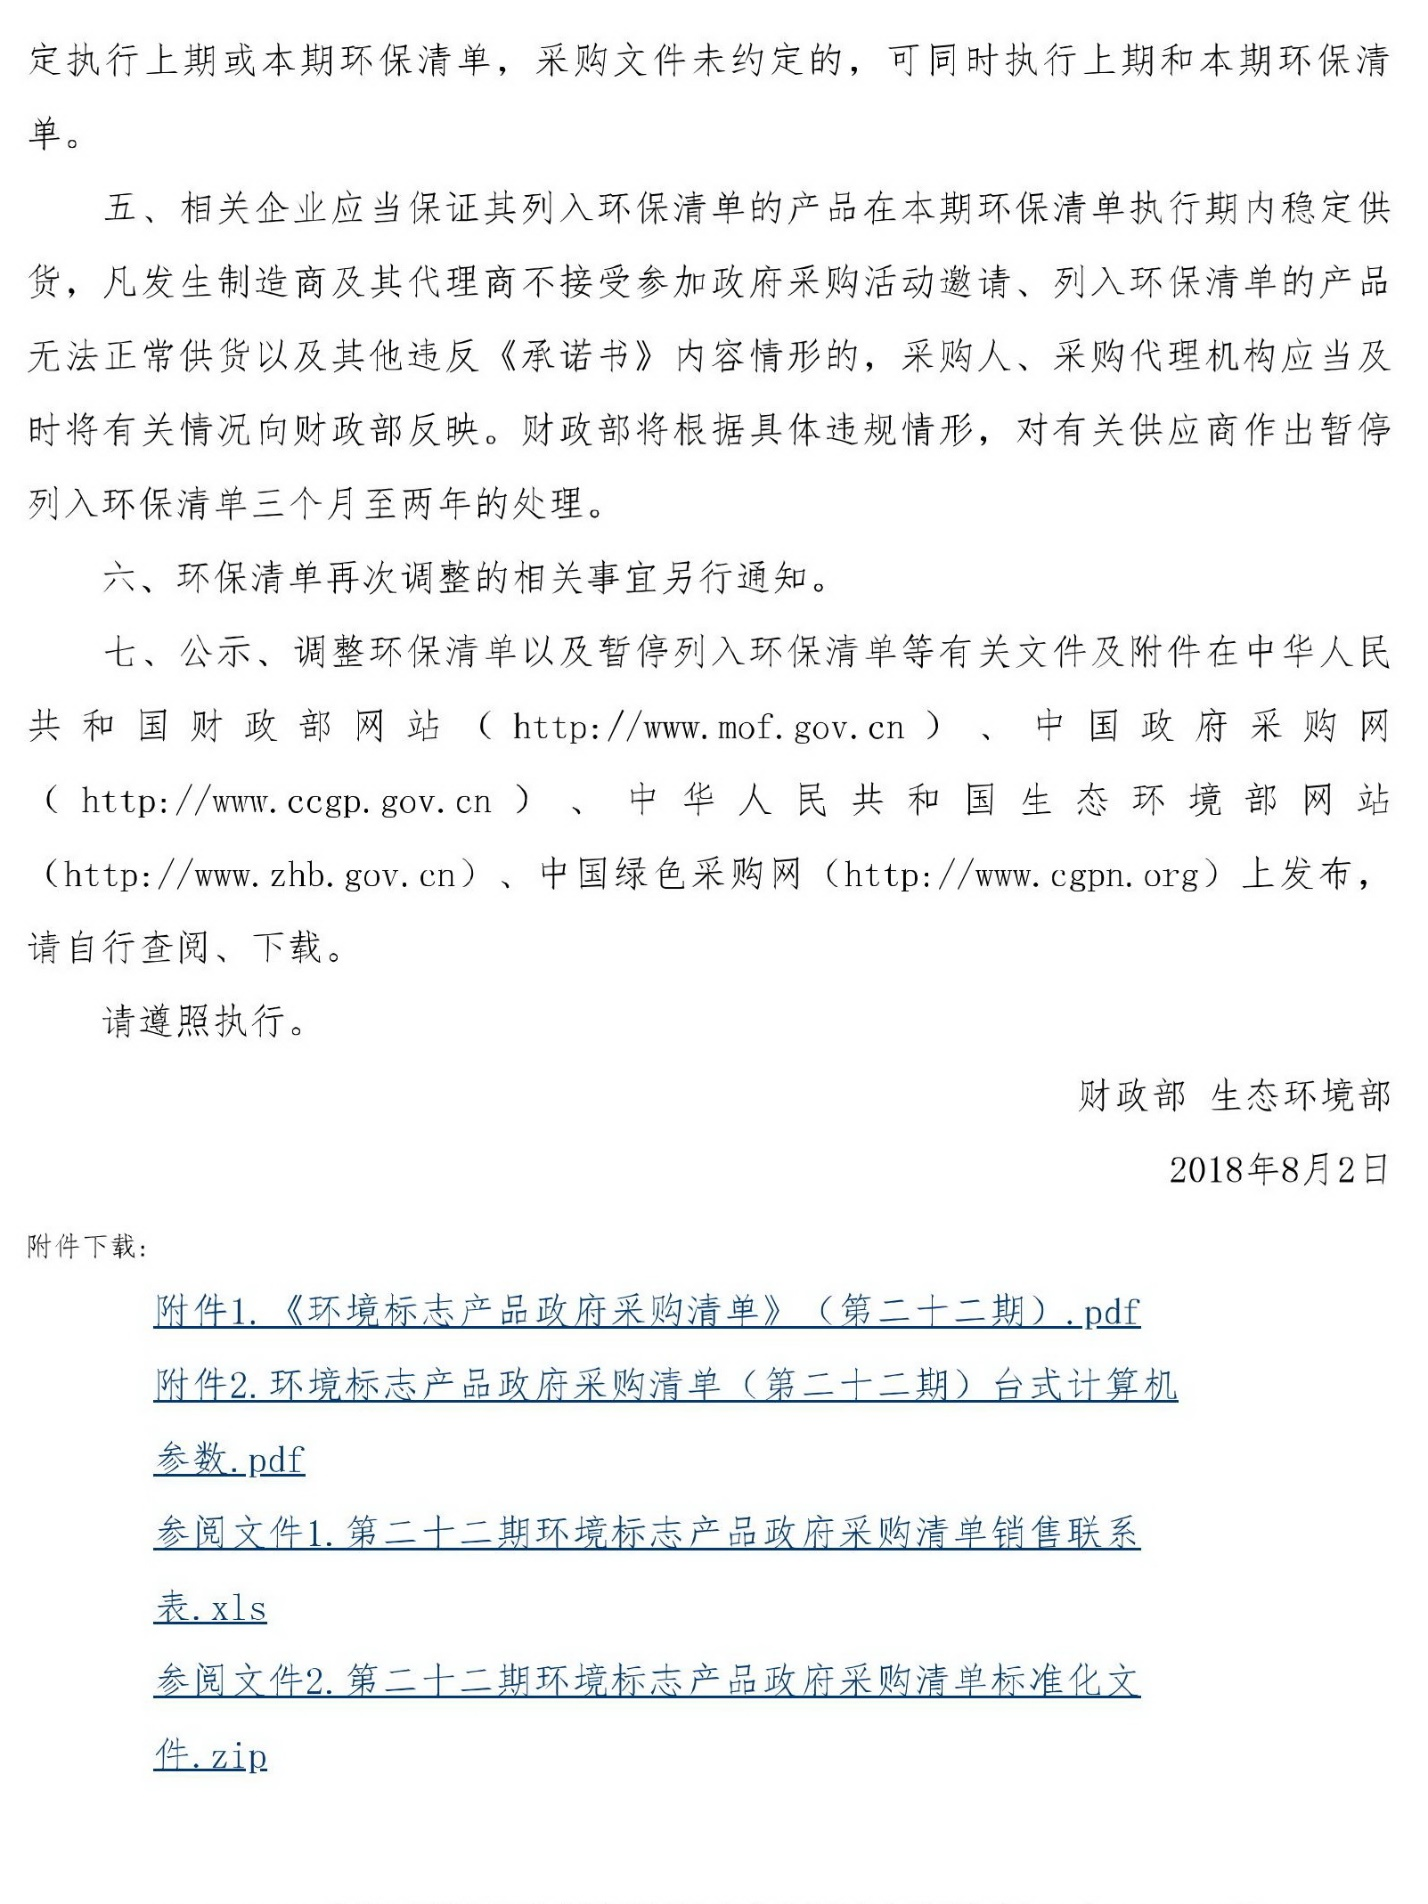 定执行上期或本期环保清单，采购文件未约定的，可同时执行上期和本期环保清
单。
五、相关企业应当保证其列入环保清单的产品在本期环保清单执行期内稳定供
货，凡发生制造商及其代理商不接受参加政府采购活动邀请、列入环保清单的产品
无法正常供货以及其他违反《承诺书》内容情形的，采购人、采购代理机构应当及
时将有关情况向财政部反映。财政部将根据具体违规情形，对有关供应商作出暂停
列入环保清单三个月至两年的处理。
六、环保清单再次调整的相关事宜另行通知。
七、公示、调整环保清单以及暂停列入环保清单等有关文件及附件在中华人民
共和国财政部网站（http://www.mof.gov.cn）、中国政府采购网
（http://www.ccgp.gov.cn）、中华人民共和国生态环境部网站
（http://www.zhb.gov.cn）、中国绿色采购网（http://www.cgpn.org）上发布，
请自行查阅、下载。
请遵照执行。
财政部 生态环境部
2018年8月2日
附件下载:
附件1.《环境标志产品政府采购清单》（第二十二期）.pdf
附件2.环境标志产品政府采购清单（第二十二期）台式计算机
参数.pdf
参阅文件1.第二十二期环境标志产品政府采购清单销售联系
表.xls
参阅文件2.第二十二期环境标志产品政府采购清单标准化文
件.zip